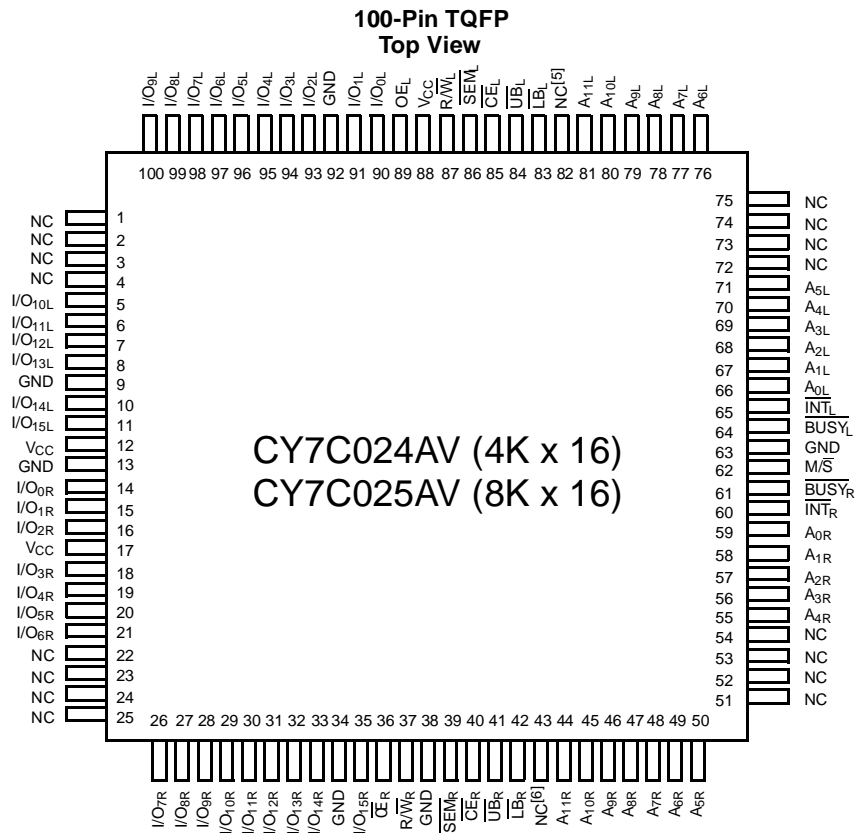 100-Pin TQFP
Top View
I/O9L I/O8L I/O7L I/O6L I/O5L I/O4L I/O3L I/O2L GND I/O1L I/O0L OEL VCC R/WL SEML CEL UBL LBL NC[5] A11L A10L A9L A8L A7L A6L
100 99 98 97 96 95 94 93 92 91 90 89 88 87 86 85 84 83 82 81 80 79 78 77 76
NC 1
NC 2
NC 3
NC 4
I/O10L 5
I/O11L 6
I/O12L 7
I/O13L 8
GND 9
I/O14L 10
I/O15L 11
VCC 12
GND 13
I/O0R 14
I/O1R 15
I/O2R 16
VCC 17
I/O3R 18
I/O4R 19
I/O5R 20
I/O6R 21
NC 22
NC 23
NC 24
NC 25
CY7C024AV (4K x 16)
CY7C025AV (8K x 16)
75 NC
74 NC
73 NC
72 NC
71 A5L
70 A4L
69 A3L
68 A2L
67 A1L
66 A0L
65 INTL
64 BUSYL
63 GND
62 M/S
61 BUSYR
60 INTR
59 A0R
58 A1R
57 A2R
56 A3R
55 A4R
54 NC
53 NC
52 NC
51 NC
26 27 28 29 30 31 32 33 34 35 36 37 38 39 40 41 42 43 44 45 46 47 48 49 50
I/O7R I/O8R I/O9R I/O10R I/O11R I/O12R I/O13R I/O14R GND I/O15R OER R/WR GND SEMR CER UBR LBR NC[6] A11R A10R A9R A8R A7R A6R A5R